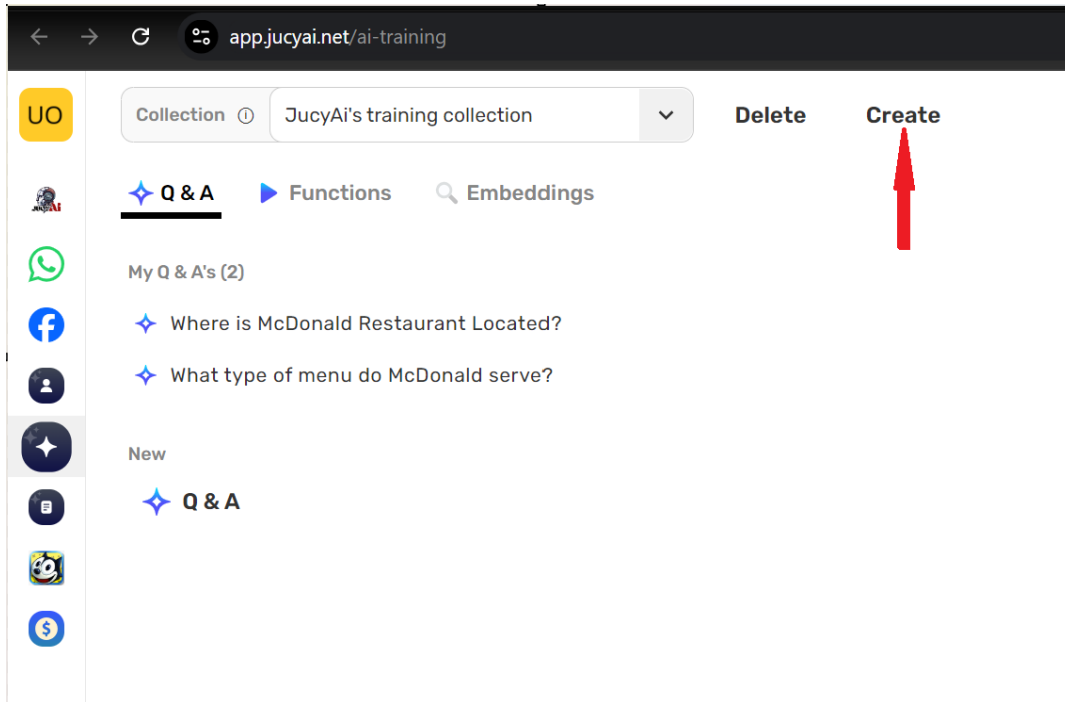 app.jucyai.net/ai-training
UO
Collection
JucyAi's training collection
Delete
Create
Q & A
Functions
Embeddings
My Q & A's (2)
Where is McDonald Restaurant Located?
What type of menu do McDonald serve?
New
Q & A